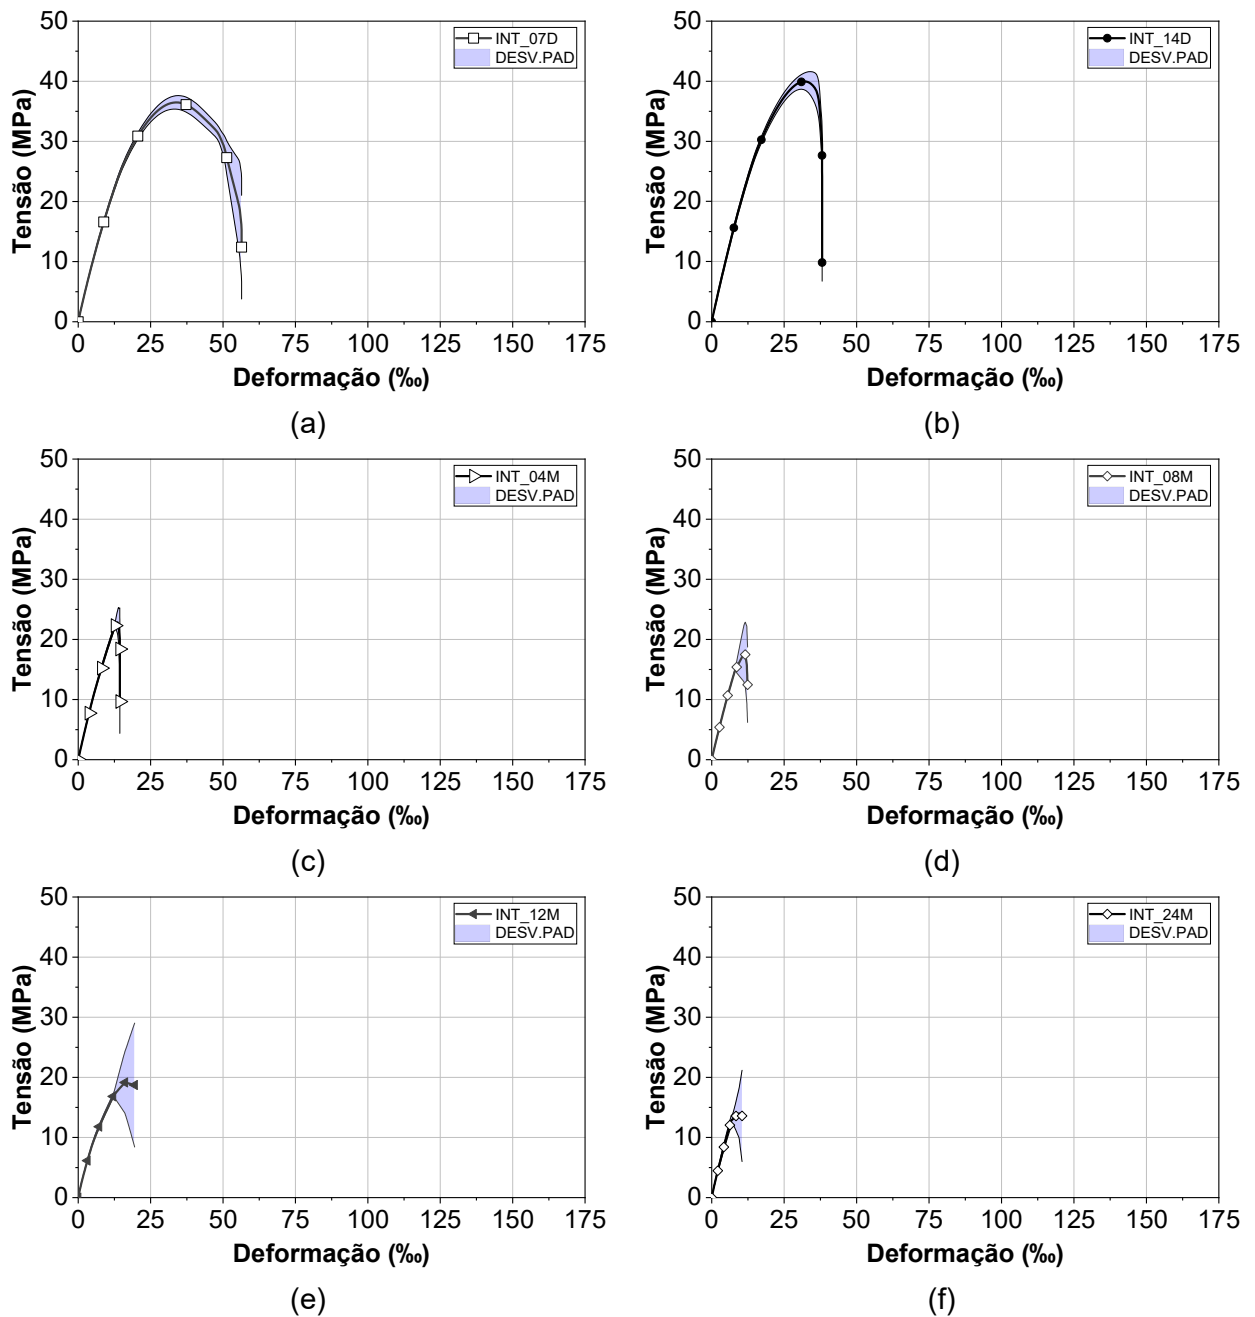 50
40
30
20
10
0
Tensão (MPa)
INT_07D
DESV.PAD
0 25 50 75 100 125 150 175
Deformação (‰)
(a)
50
40
30
20
10
0
Tensão (MPa)
INT_14D
DESV.PAD
0 25 50 75 100 125 150 175
Deformação (‰)
(b)
50
40
30
20
10
0
Tensão (MPa)
INT_04M
DESV.PAD
0 25 50 75 100 125 150 175
Deformação (‰)
(c)
50
40
30
20
10
0
Tensão (MPa)
INT_08M
DESV.PAD
0 25 50 75 100 125 150 175
Deformação (‰)
(d)
50
40
30
20
10
0
Tensão (MPa)
INT_12M
DESV.PAD
0 25 50 75 100 125 150 175
Deformação (‰)
(e)
50
40
30
20
10
0
Tensão (MPa)
INT_24M
DESV.PAD
0 25 50 75 100 125 150 175
Deformação (‰)
(f)